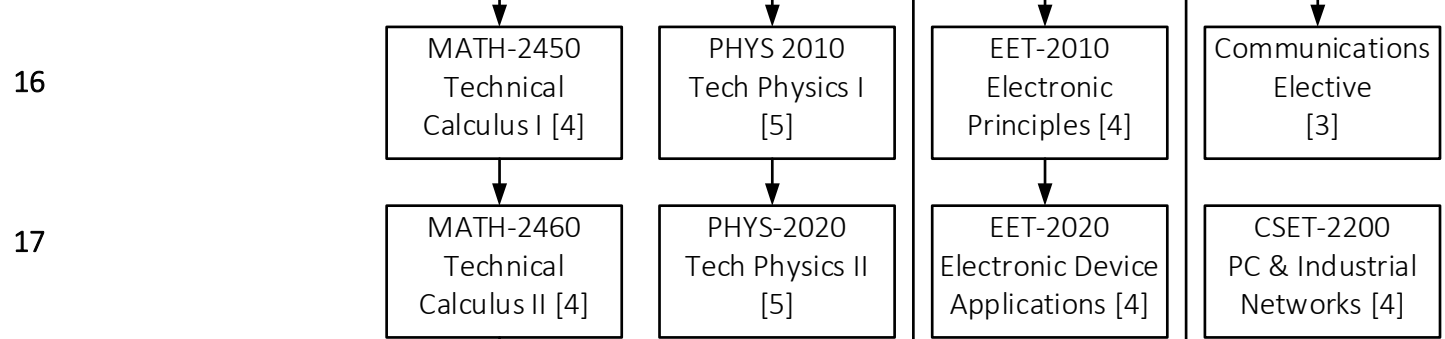 16
MATH-2450
Technical
Calculus I [4]
PHYS 2010
Tech Physics I
[5]
EET-2010
Electronic
Principles [4]
Communications
Elective
[3]
17
MATH-2460
Technical
Calculus II [4]
PHYS-2020
Tech Physics II
[5]
EET-2020
Electronic Device
Applications [4]
CSET-2200
PC & Industrial
Networks [4]